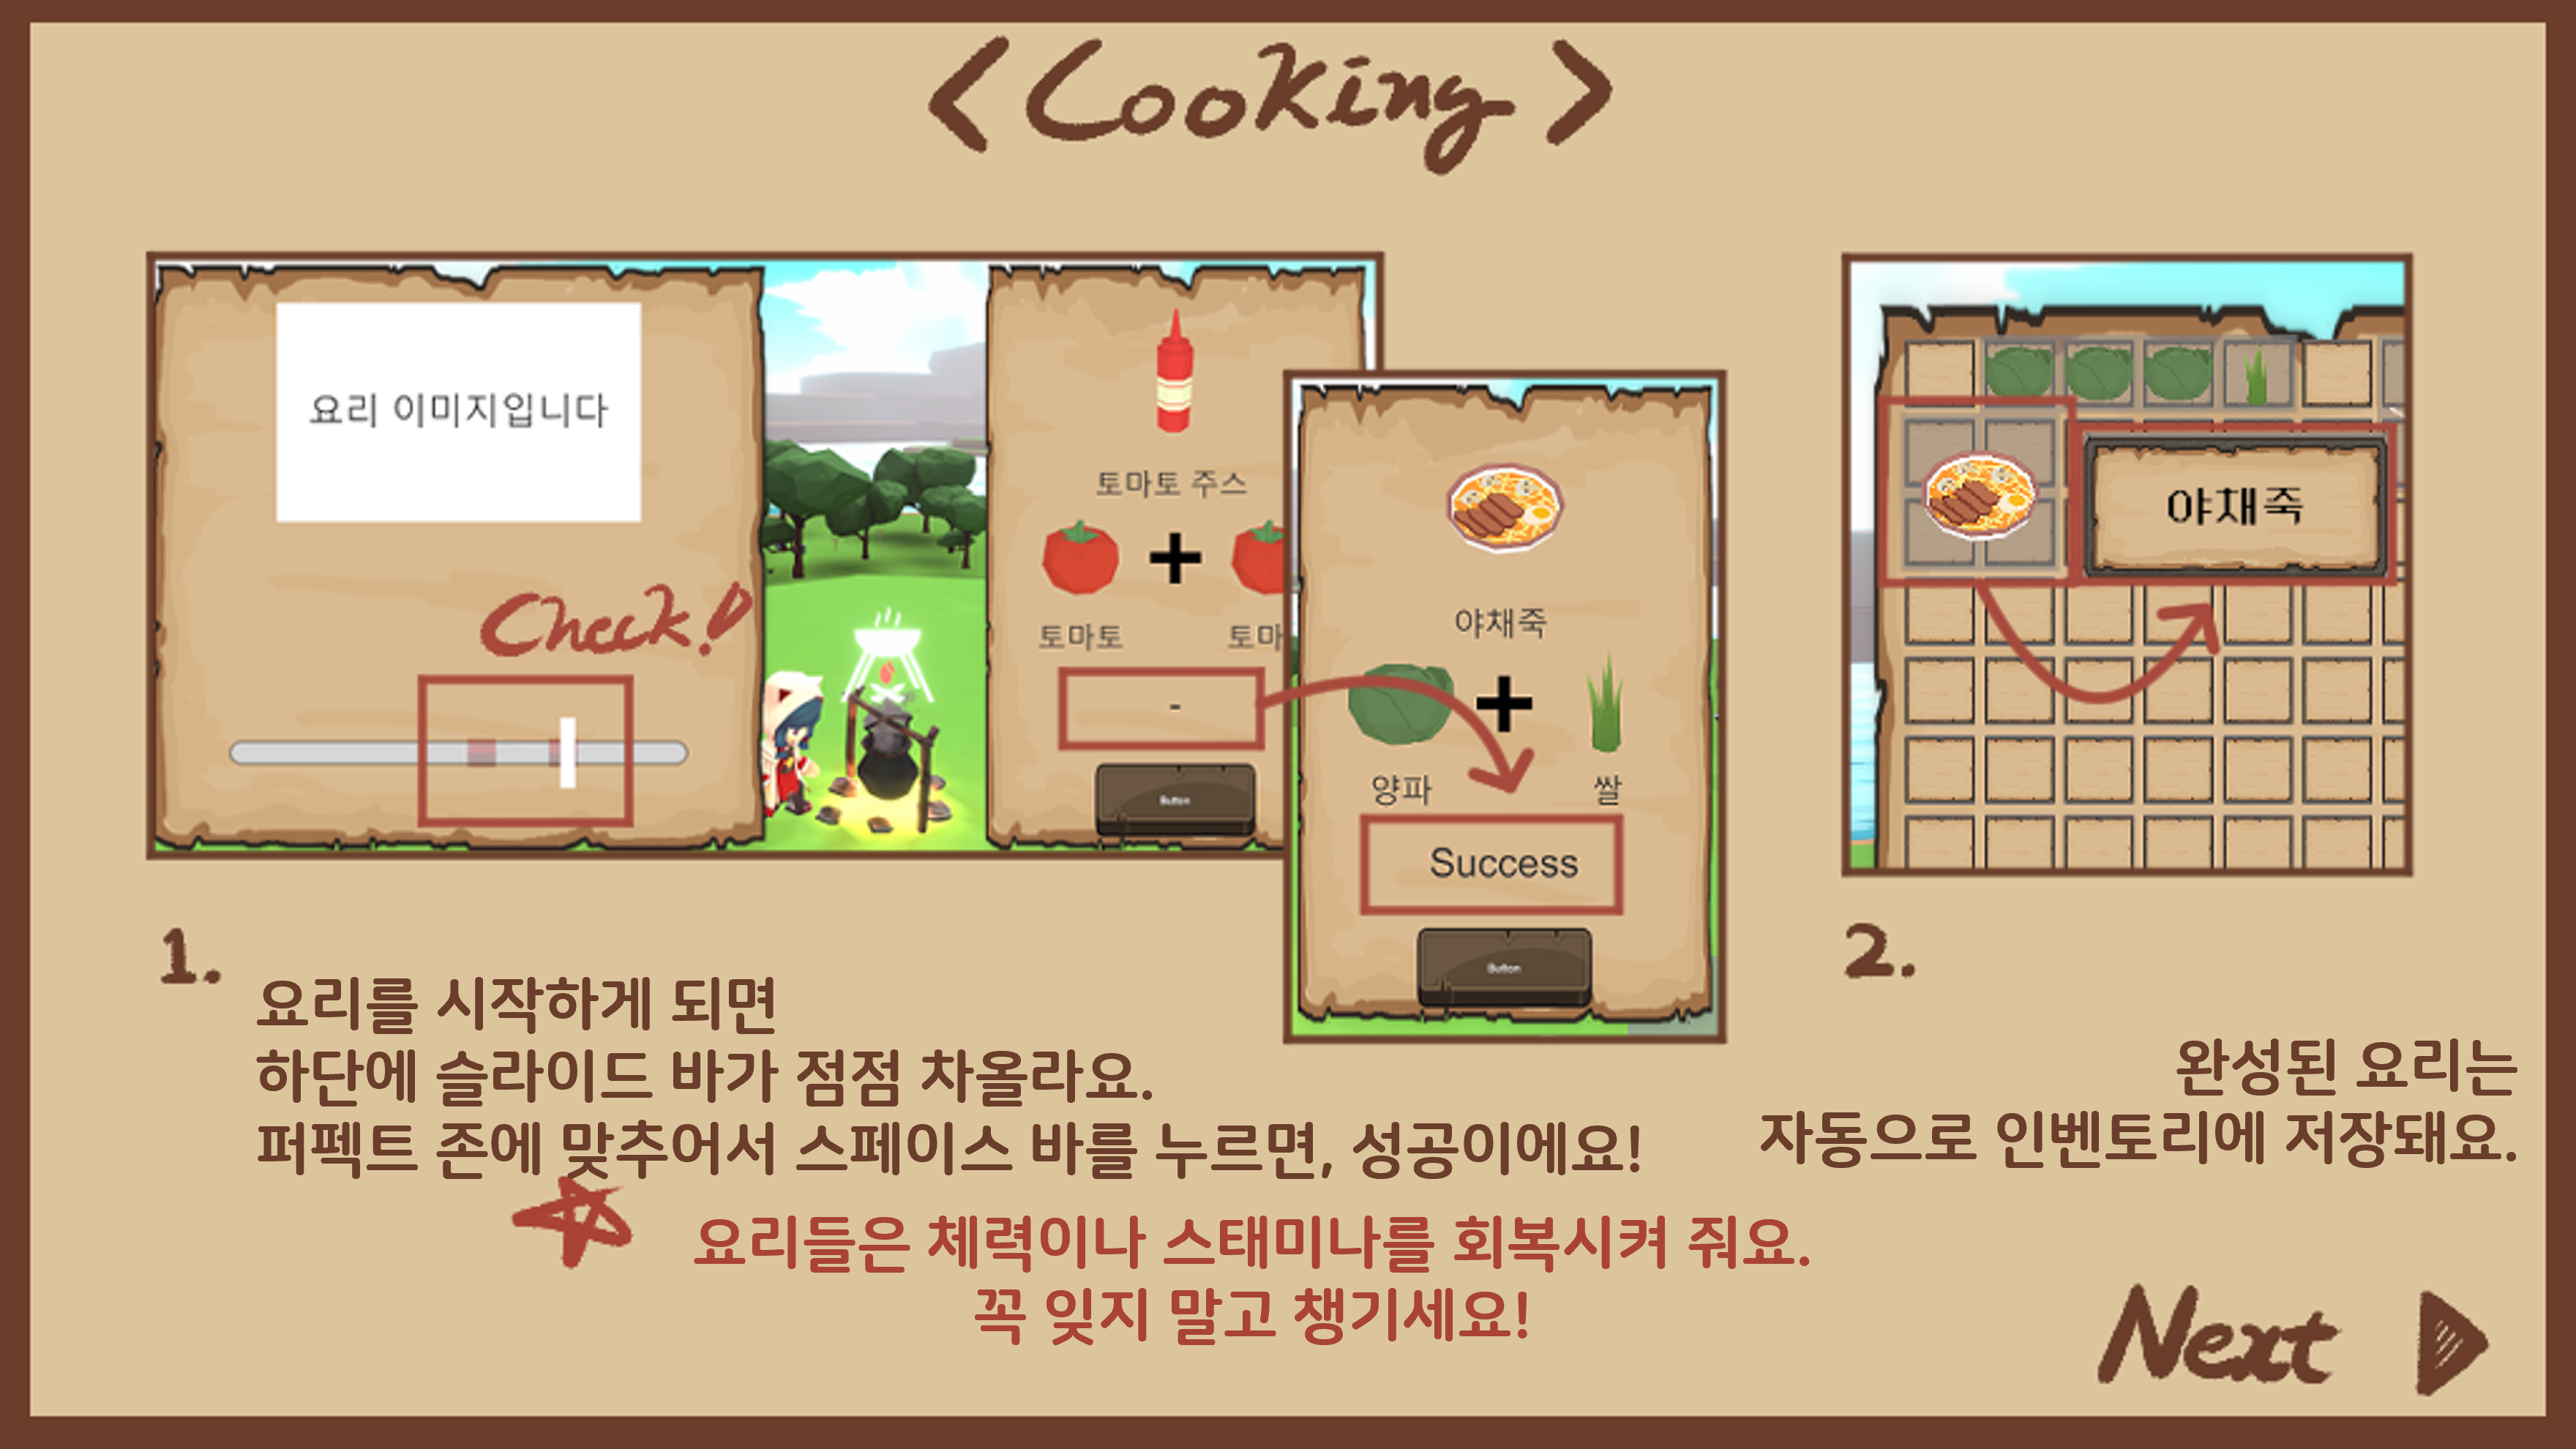 <Cooking>
요리 이미지입니다
Check!
토마토 주스
+
토마토
토마
-
Button
야채죽
+
양파
쌀
Success
Button
야채죽
1.
요리를 시작하게 되면
하단에 슬라이드 바가 점점 차올라요.
퍼펙트 존에 맞추어서 스페이스 바를 누르면, 성공이에요!
2.
완성된 요리는
자동으로 인벤토리에 저장돼요.
요리들은 체력이나 스태미나를 회복시켜 줘요.
꼭 잊지 말고 챙기세요!
Next